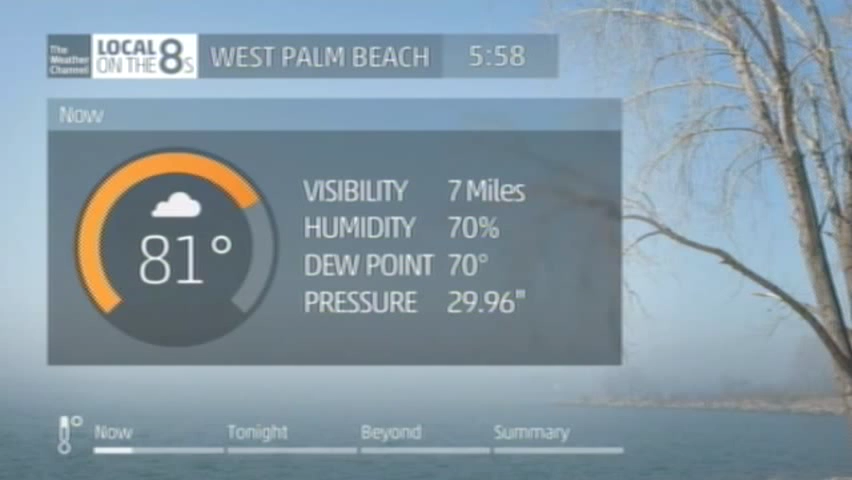 The Weather Channel
LOCAL ON THE 8s
WEST PALM BEACH
5:58
Now
81°
VISIBILITY 7 Miles
HUMIDITY 70%
DEW POINT 70°
PRESSURE 29.96"
Now Tonight Beyond Summary